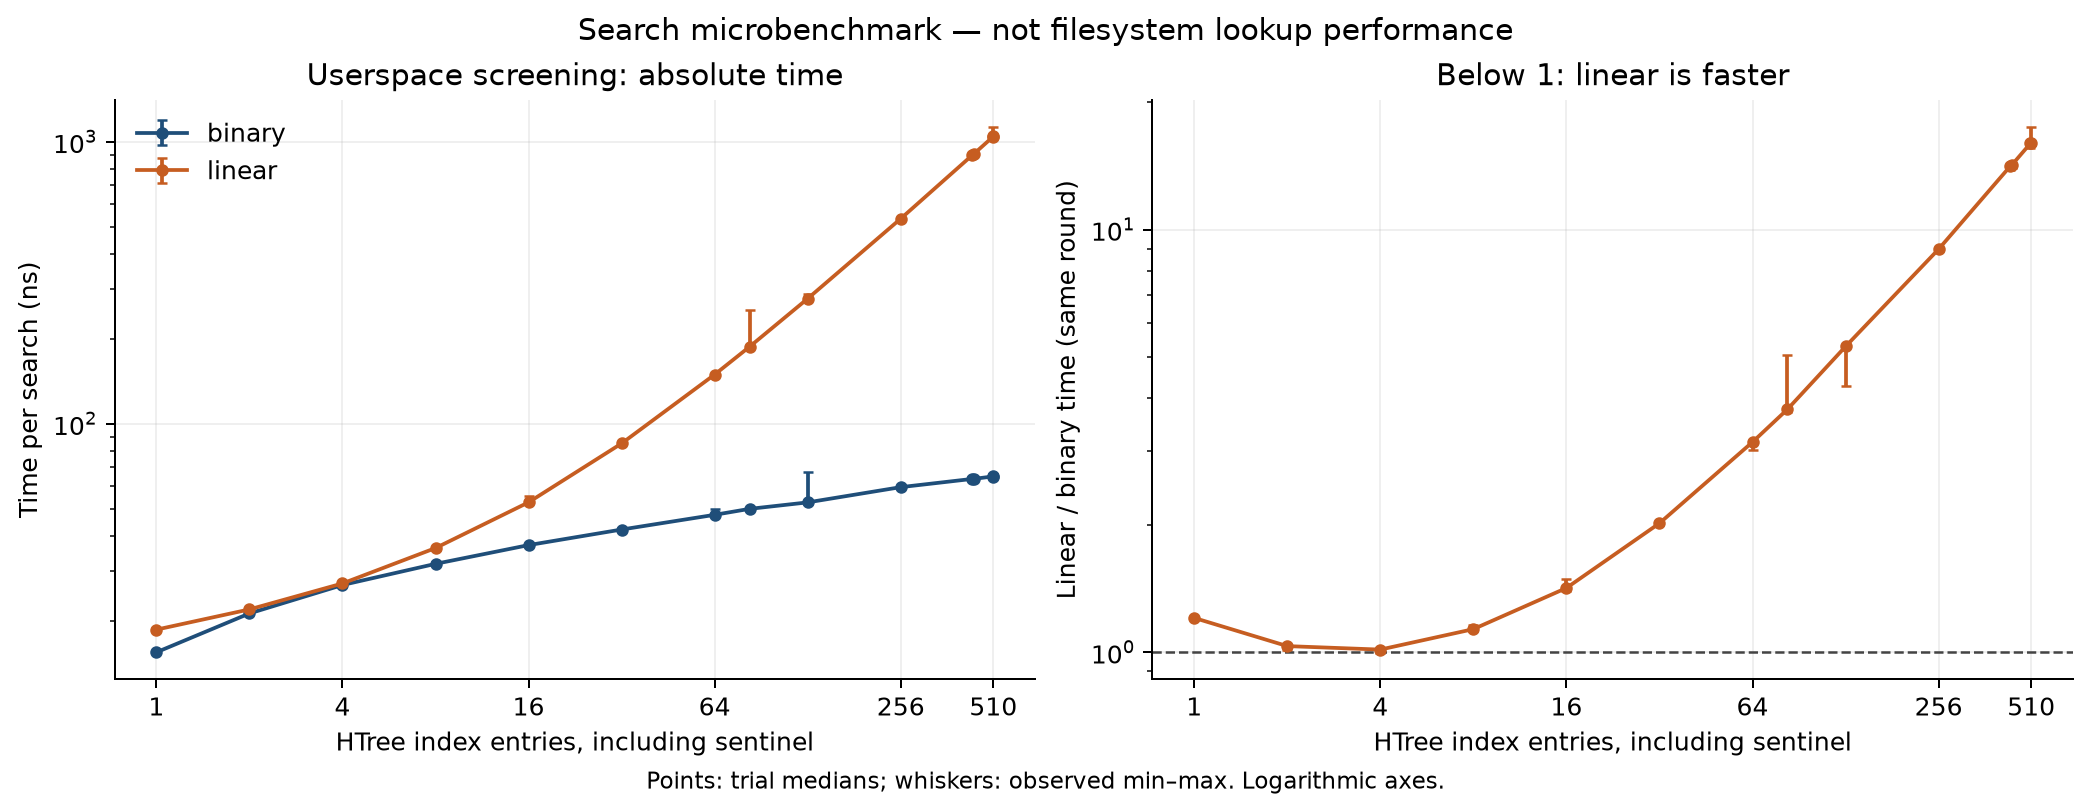 Search microbenchmark — not filesystem lookup performance
Userspace screening: absolute time
binary
linear
10³
10²
Time per search (ns)
1 4 16 64 256 510
HTree index entries, including sentinel
Below 1: linear is faster
10¹
10⁰
Linear / binary time (same round)
1 4 16 64 256 510
HTree index entries, including sentinel
Points: trial medians; whiskers: observed min–max. Logarithmic axes.